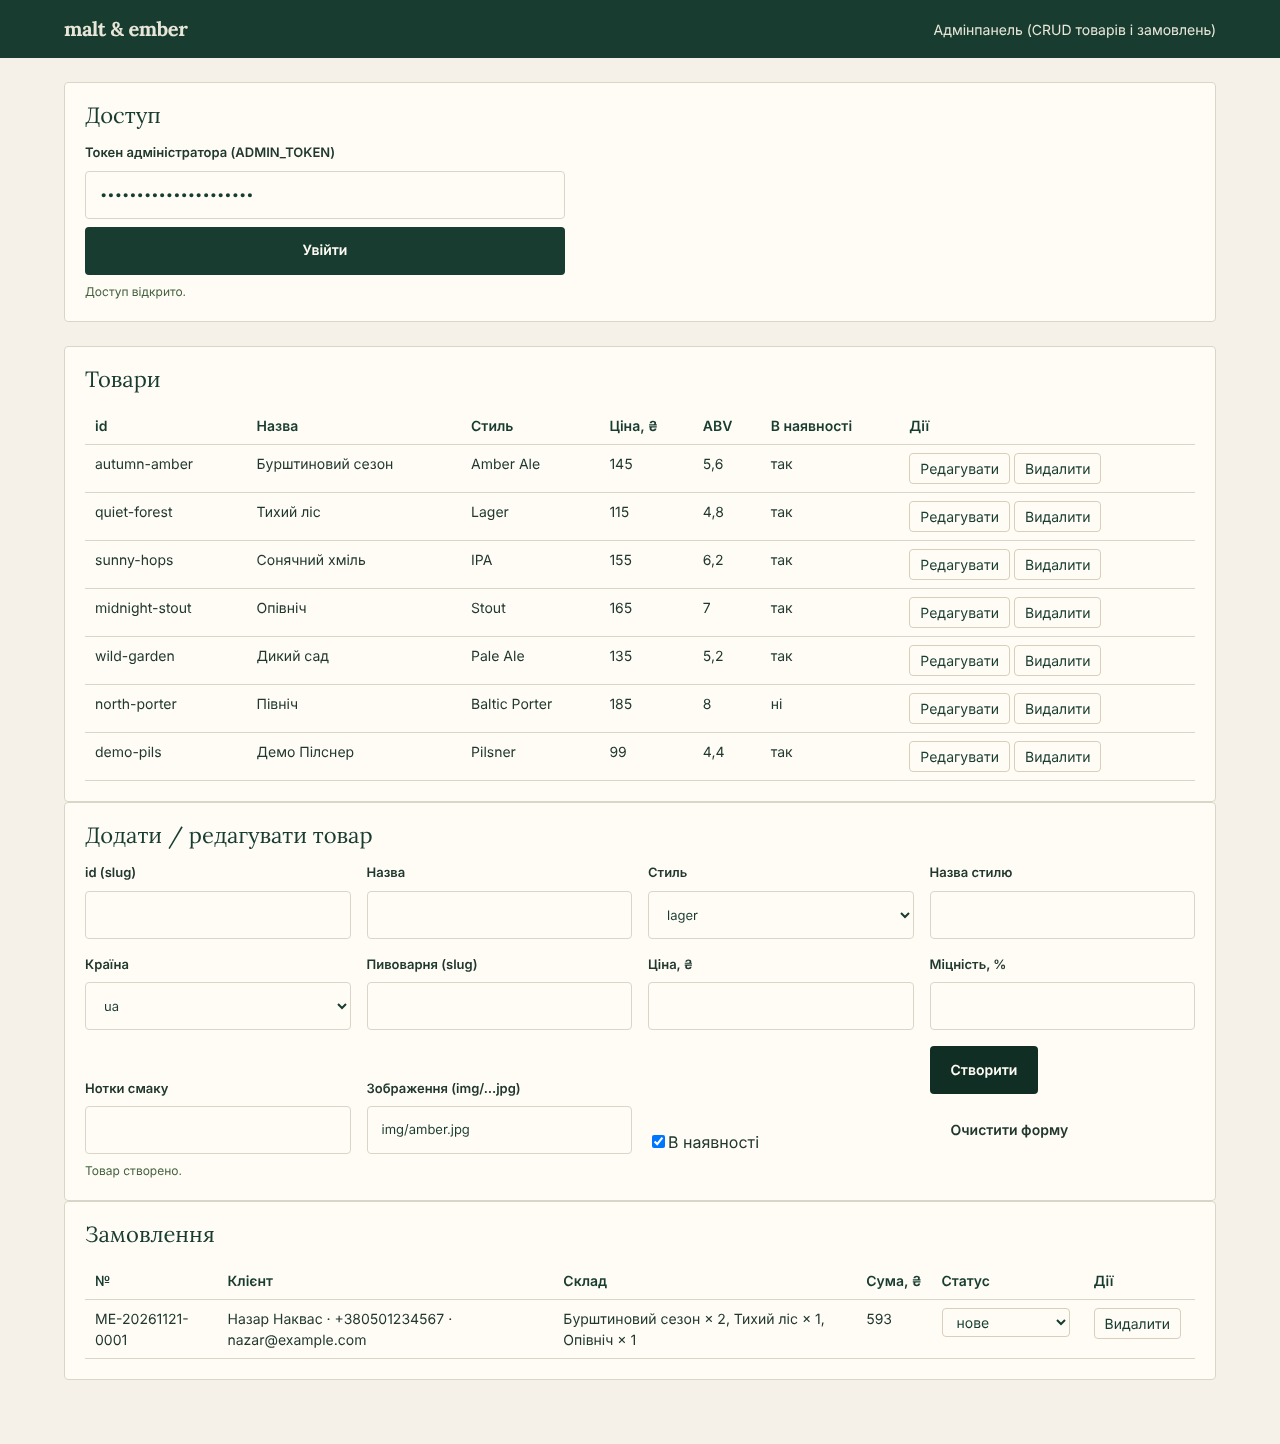 malt & ember
Адмінпанель (CRUD товарів і замовлень)
Доступ
Токен адміністратора (ADMIN_TOKEN)
•••••••••••••••••••••
Увійти
Доступ відкрито.
Товари
id Назва Стиль Ціна, ₴ ABV В наявності Дії
autumn-amber Бурштиновий сезон Amber Ale 145 5,6 так Редагувати Видалити
quiet-forest Тихий ліс Lager 115 4,8 так Редагувати Видалити
sunny-hops Сонячний хміль IPA 155 6,2 так Редагувати Видалити
midnight-stout Опівніч Stout 165 7 так Редагувати Видалити
wild-garden Дикий сад Pale Ale 135 5,2 так Редагувати Видалити
north-porter Північ Baltic Porter 185 8 ні Редагувати Видалити
demo-pils Демо Пілснер Pilsner 99 4,4 так Редагувати Видалити
Додати / редагувати товар
id (slug) Назва Стиль Назва стилю
lager
Країна Пивоварня (slug) Ціна, ₴ Міцність, %
ua
Створити
Нотки смаку Зображення (img/...jpg)
img/amber.jpg В наявності Очистити форму
Товар створено.
Замовлення
№ Клієнт Склад Сума, ₴ Статус Дії
ME-20261121- Назар Наквас · +380501234567 · Бурштиновий сезон × 2, Тихий ліс × 1, 593 нове Видалити
0001 nazar@example.com Опівніч × 1